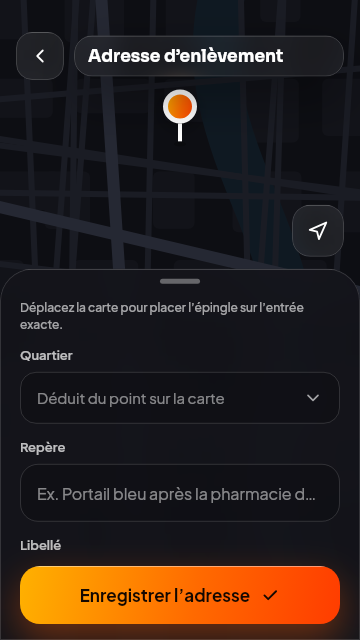 Adresse d’enlèvement
Déplacez la carte pour placer l’épingle sur l’entrée
exacte.
Quartier
Déduit du point sur la carte
Repère
Ex. Portail bleu après la pharmacie d...
Libellé
Enregistrer l’adresse